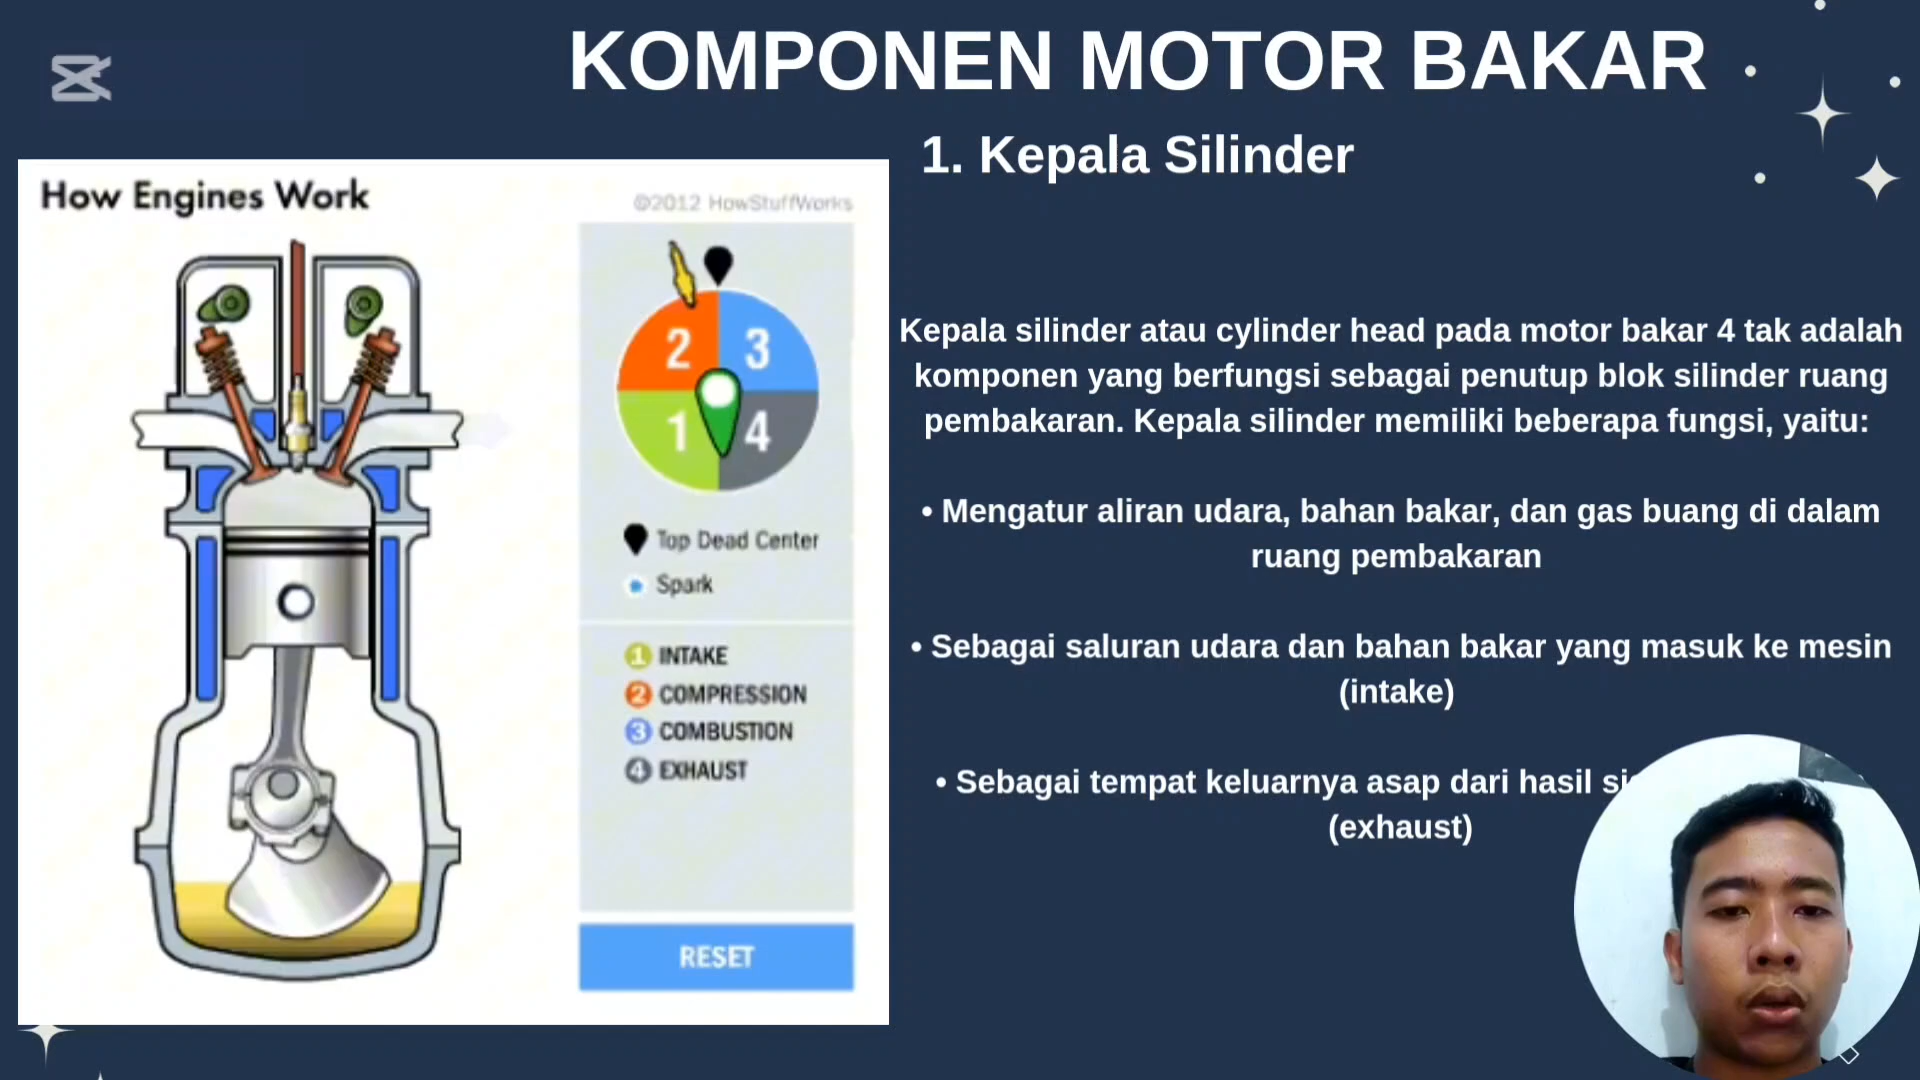 KOMPONEN MOTOR BAKAR
1. Kepala Silinder
How Engines Work
©2012 HowStuffWorks
2 3
1 4
Top Dead Center
Spark
1 INTAKE
2 COMPRESSION
3 COMBUSTION
4 EXHAUST
RESET
Kepala silinder atau cylinder head pada motor bakar 4 tak adalah
komponen yang berfungsi sebagai penutup blok silinder ruang
pembakaran. Kepala silinder memiliki beberapa fungsi, yaitu:
• Mengatur aliran udara, bahan bakar, dan gas buang di dalam
ruang pembakaran
• Sebagai saluran udara dan bahan bakar yang masuk ke mesin
(intake)
• Sebagai tempat keluarnya asap dari hasil
(exhaust)